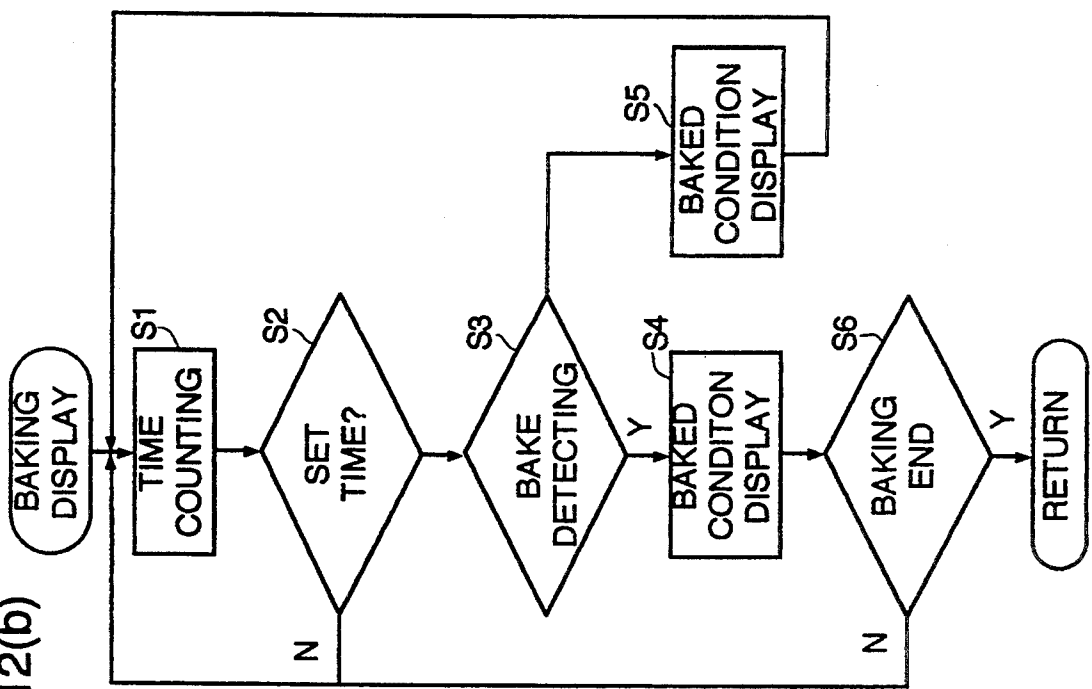 12(b)
BAKING
DISPLAY
S1
TIME
COUNTING
S2
SET
TIME?
N
S3
BAKE
DETECTING
Y
S5
BAKED
CONDITION
DISPLAY
S4
BAKED
CONDITON
DISPLAY
S6
BAKING
END
N
Y
RETURN